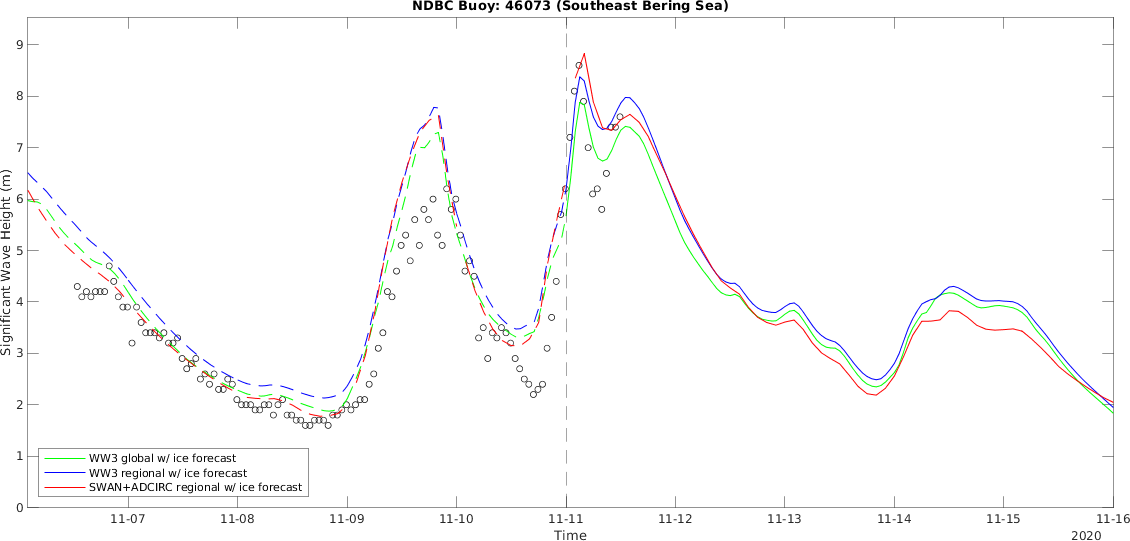 NDBC Buoy: 46073 (Southeast Bering Sea)
Significant Wave Height (m)
9
8
7
6
5
4
3
2
1
0
WW3 global w/ ice forecast
WW3 regional w/ ice forecast
SWAN+ADCIRC regional w/ ice forecast
11-07 11-08 11-09 11-10 11-11 11-12 11-13 11-14 11-15 11-16
Time
2020